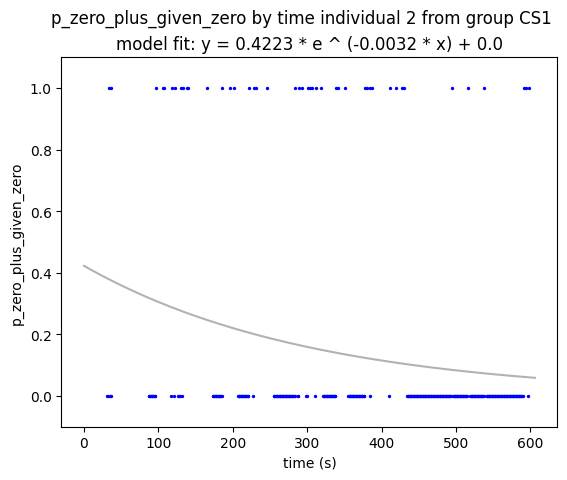 p_zero_plus_given_zero by time individual 2 from group CS1
model fit: y = 0.4223 * e ^ (-0.0032 * x) + 0.0
1.0
0.8
0.6
0.4
0.2
0.0
p_zero_plus_given_zero
0 100 200 300 400 500 600
time (s)